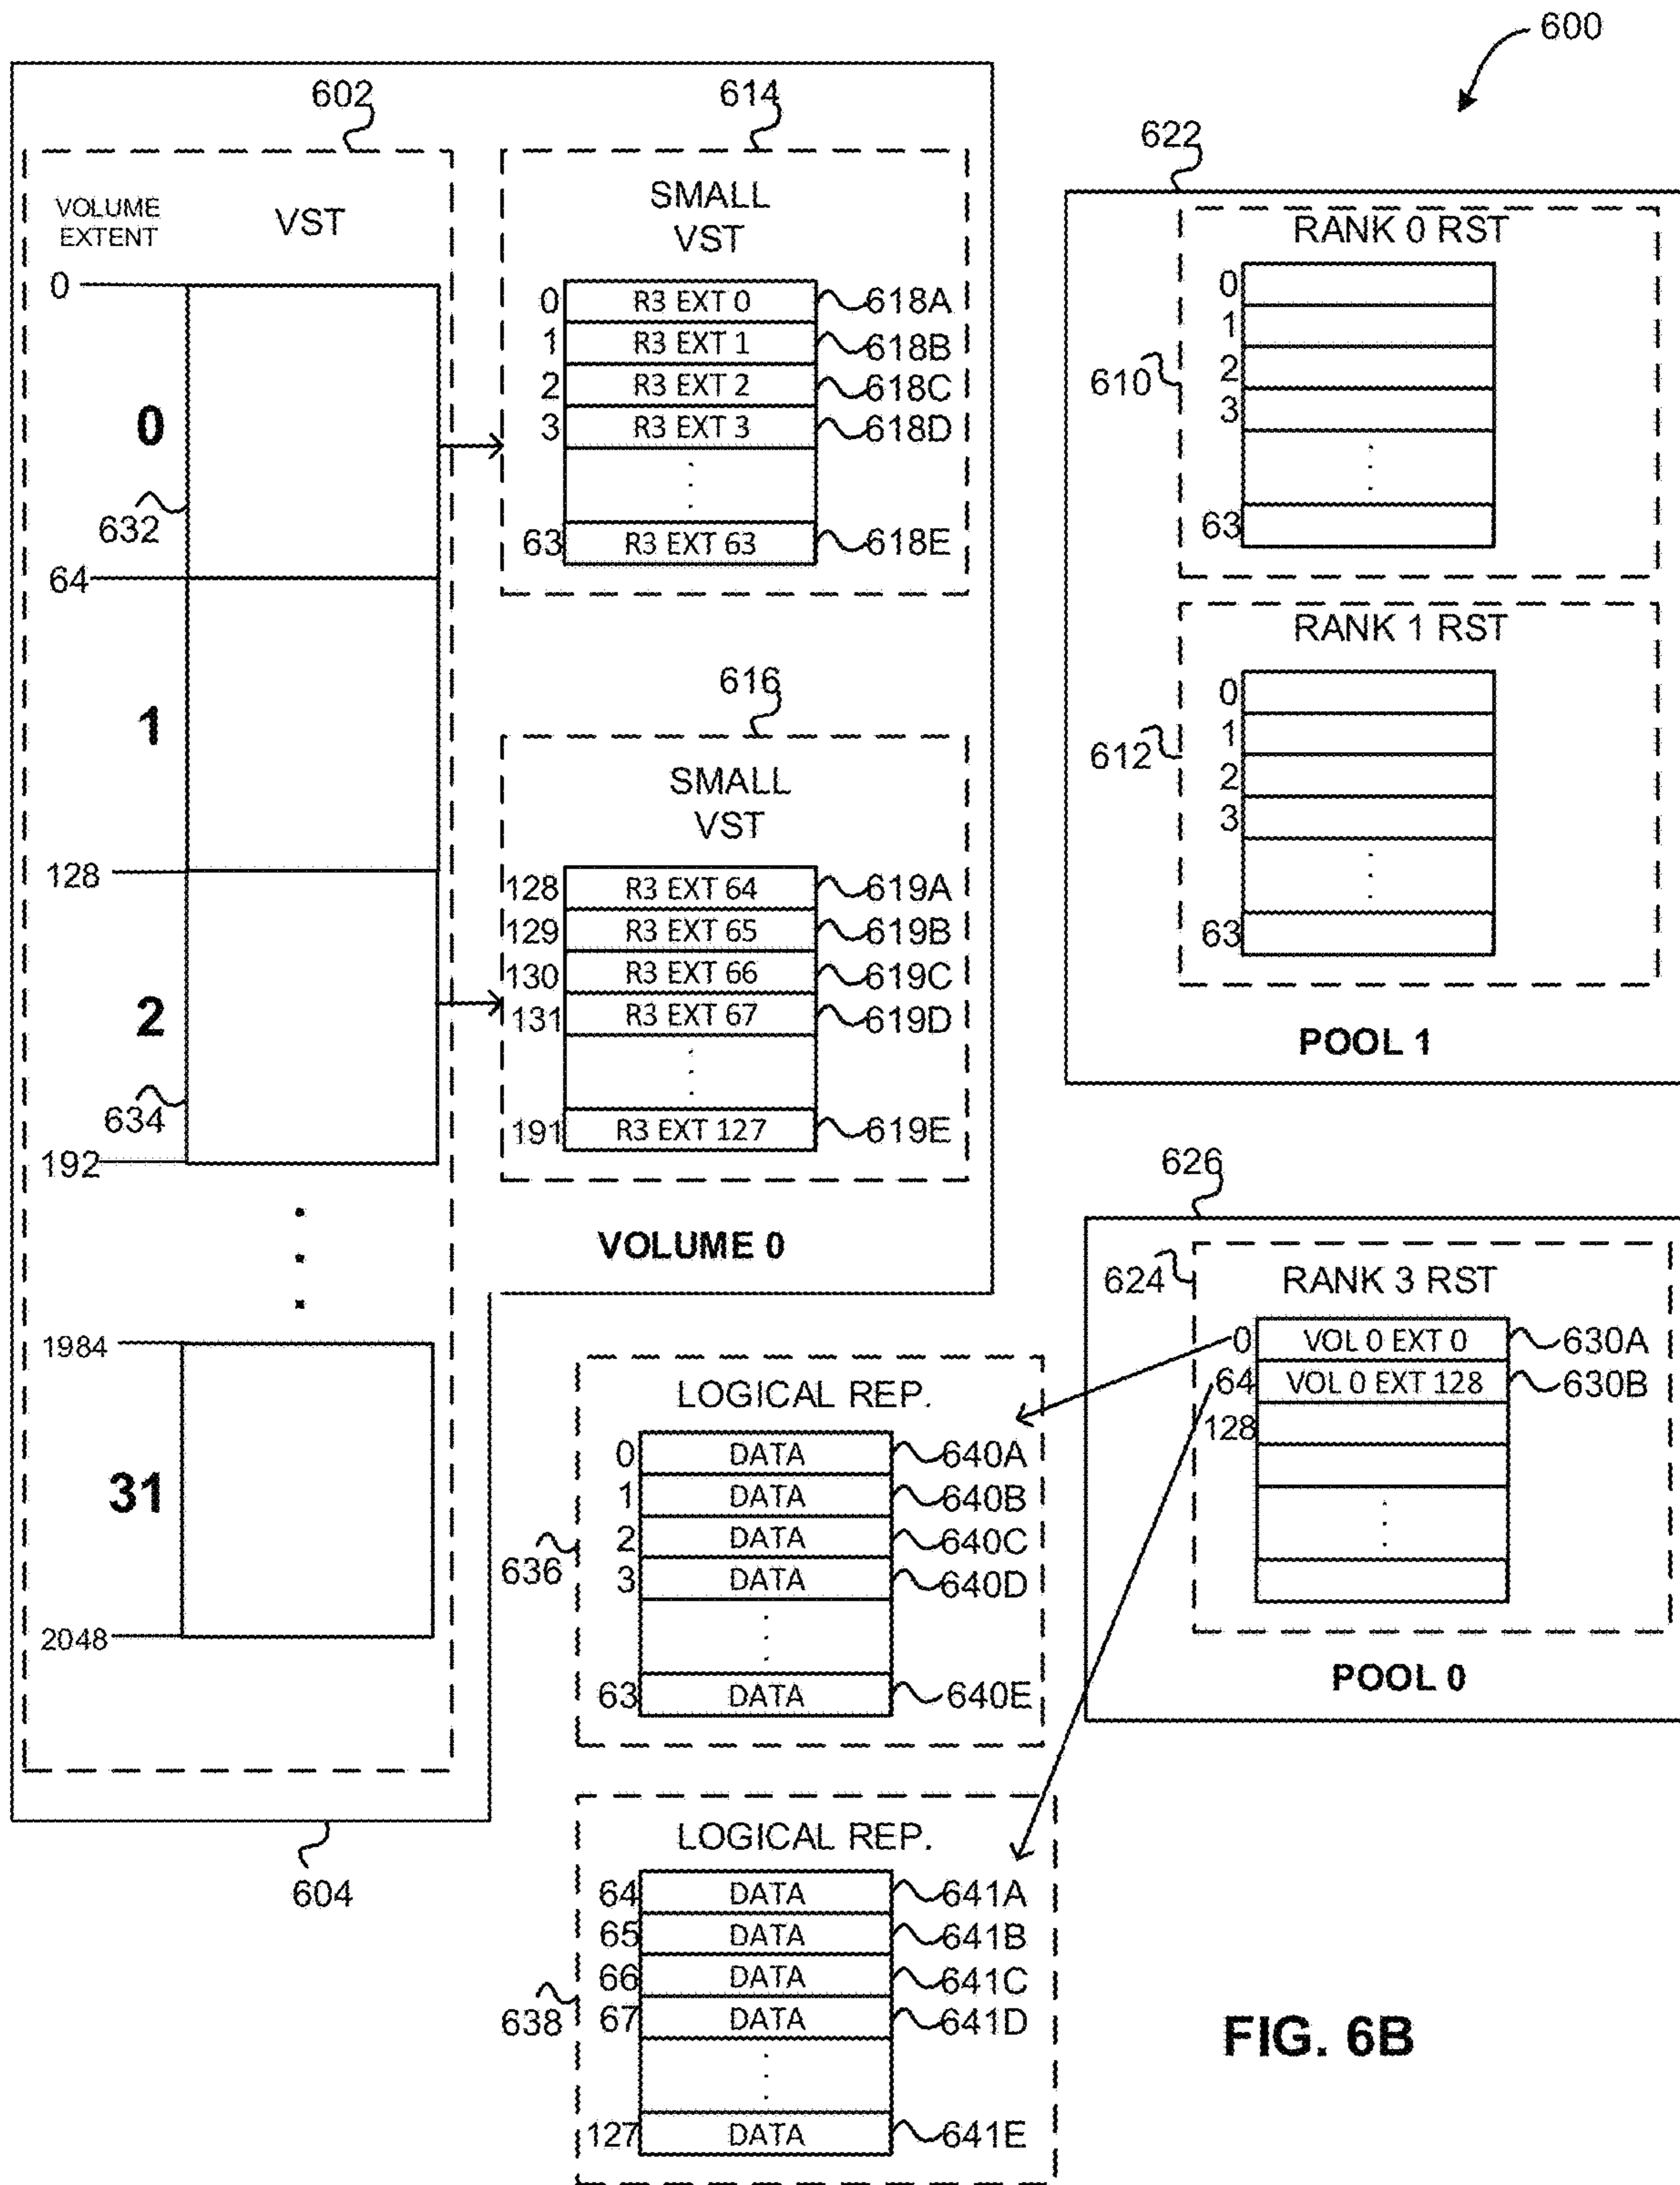 600
602
614
622
VOLUME
EXTENT
VST
SMALL
VST
RANK 0 RST
0
0
632
64
1
128
2
634
192
1984
31
2048
0 R3 EXT 0 618A
1 R3 EXT 1 618B
2 R3 EXT 2 618C
3 R3 EXT 3 618D
63 R3 EXT 63 618E
616
SMALL
VST
128 R3 EXT 64 619A
129 R3 EXT 65 619B
130 R3 EXT 66 619C
131 R3 EXT 67 619D
191 R3 EXT 127 619E
VOLUME 0
604
610
0
1
2
3
63
RANK 1 RST
612
0
1
2
3
63
POOL 1
626
624
RANK 3 RST
0 VOL 0 EXT 0 630A
64 VOL 0 EXT 128 630B
128
POOL 0
LOGICAL REP.
636
0 DATA 640A
1 DATA 640B
2 DATA 640C
3 DATA 640D
63 DATA 640E
LOGICAL REP.
638
64 DATA 641A
65 DATA 641B
66 DATA 641C
67 DATA 641D
127 DATA 641E
FIG. 6B